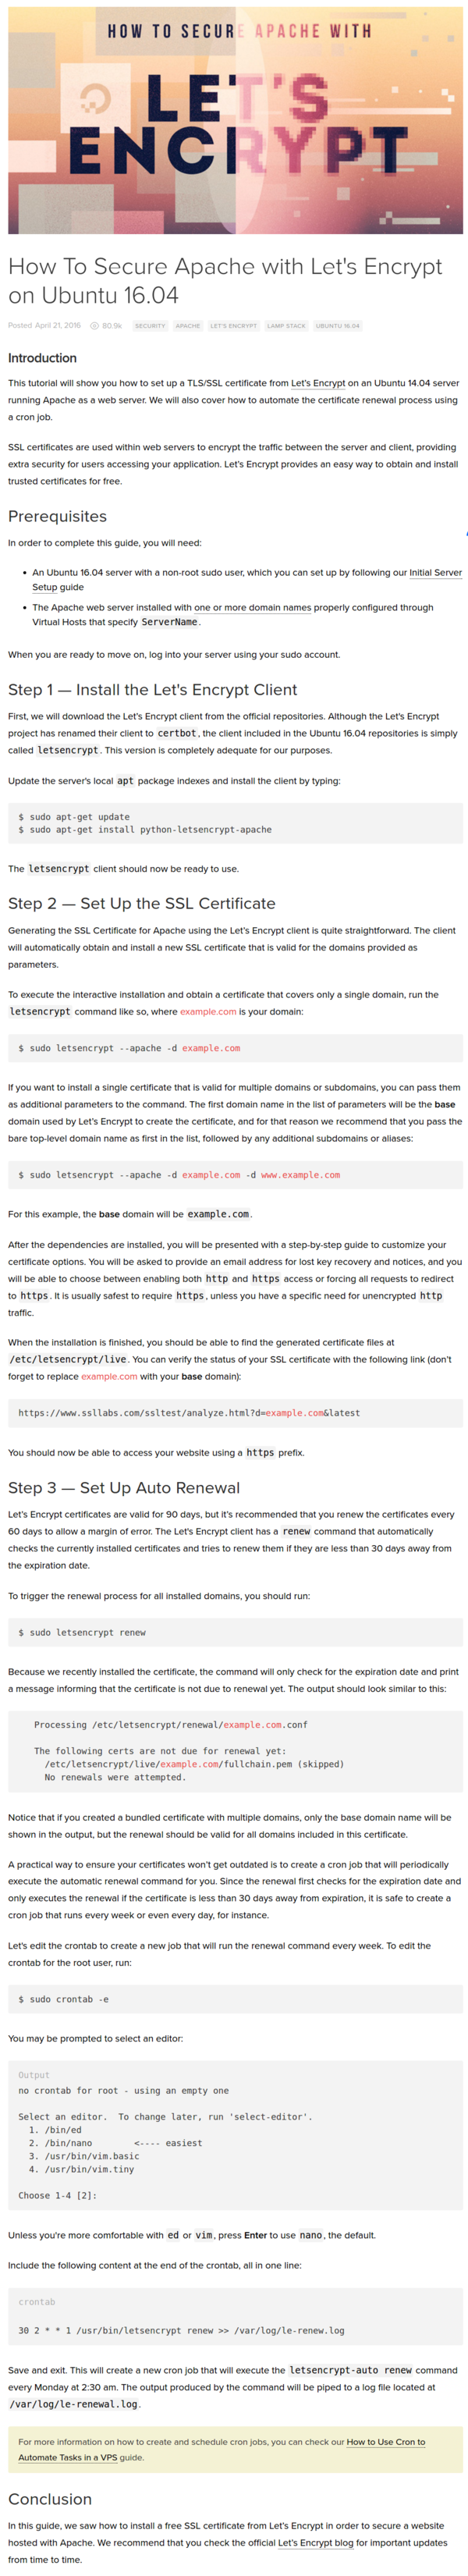 HOW TO SECURE APACHE WITH
LET'S
ENCRYPT
How To Secure Apache with Let's Encrypt
on Ubuntu 16.04
Posted April 21, 2016 80.9k SECURITY APACHE LET'S ENCRYPT LAMP STACK UBUNTU 16.04
Introduction
This tutorial will show you how to set up a TLS/SSL certificate from Let's Encrypt on an Ubuntu 14.04 server
running Apache as a web server. We will also cover how to automate the certificate renewal process using
a cron job.
SSL certificates are used within web servers to encrypt the traffic between the server and client, providing
extra security for users accessing your application. Let's Encrypt provides an easy way to obtain and install
trusted certificates for free.
Prerequisites
In order to complete this guide, you will need:
• An Ubuntu 16.04 server with a non-root sudo user, which you can set up by following our Initial Server
Setup guide
• The Apache web server installed with one or more domain names properly configured through
Virtual Hosts that specify ServerName.
When you are ready to move on, log into your server using your sudo account.
Step 1 — Install the Let's Encrypt Client
First, we will download the Let's Encrypt client from the official repositories. Although the Let's Encrypt
project has renamed their client to certbot, the client included in the Ubuntu 16.04 repositories is simply
called letsencrypt. This version is completely adequate for our purposes.
Update the server's local apt package indexes and install the client by typing:
$ sudo apt-get update
$ sudo apt-get install python-letsencrypt-apache
The letsencrypt client should now be ready to use.
Step 2 — Set Up the SSL Certificate
Generating the SSL Certificate for Apache using the Let's Encrypt client is quite straightforward. The client
will automatically obtain and install a new SSL certificate that is valid for the domains provided as
parameters.
To execute the interactive installation and obtain a certificate that covers only a single domain, run the
letsencrypt command like so, where example.com is your domain:
$ sudo letsencrypt --apache -d example.com
If you want to install a single certificate that is valid for multiple domains or subdomains, you can pass them
as additional parameters to the command. The first domain name in the list of parameters will be the base
domain used by Let's Encrypt to create the certificate, and for that reason we recommend that you pass the
bare top-level domain name as first in the list, followed by any additional subdomains or aliases:
$ sudo letsencrypt --apache -d example.com -d www.example.com
For this example, the base domain will be example.com.
After the dependencies are installed, you will be presented with a step-by-step guide to customize your
certificate options. You will be asked to provide an email address for lost key recovery and notices, and you
will be able to choose between enabling both http and https access or forcing all requests to redirect
to https. It is usually safest to require https, unless you have a specific need for unencrypted http
traffic.
When the installation is finished, you should be able to find the generated certificate files at
/etc/letsencrypt/live. You can verify the status of your SSL certificate with the following link (don't
forget to replace example.com with your base domain):
https://www.ssllabs.com/ssltest/analyze.html?d=example.com&latest
You should now be able to access your website using a https prefix.
Step 3 — Set Up Auto Renewal
Let's Encrypt certificates are valid for 90 days, but it's recommended that you renew the certificates every
60 days to allow a margin of error. The Let's Encrypt client has a renew command that automatically
checks the currently installed certificates and tries to renew them if they are less than 30 days away from
the expiration date.
To trigger the renewal process for all installed domains, you should run:
$ sudo letsencrypt renew
Because we recently installed the certificate, the command will only check for the expiration date and print
a message informing that the certificate is not due to renewal yet. The output should look similar to this:
Processing /etc/letsencrypt/renewal/example.com.conf
The following certs are not due for renewal yet:
/etc/letsencrypt/live/example.com/fullchain.pem (skipped)
No renewals were attempted.
Notice that if you created a bundled certificate with multiple domains, only the base domain name will be
shown in the output, but the renewal should be valid for all domains included in this certificate.
A practical way to ensure your certificates won't get outdated is to create a cron job that will periodically
execute the automatic renewal command for you. Since the renewal first checks for the expiration date and
only executes the renewal if the certificate is less than 30 days away from expiration, it is safe to create a
cron job that runs every week or even every day, for instance.
Let's edit the crontab to create a new job that will run the renewal command every week. To edit the
crontab for the root user, run:
$ sudo crontab -e
You may be prompted to select an editor:
Output
no crontab for root - using an empty one
Select an editor. To change later, run 'select-editor'.
1. /bin/ed
2. /bin/nano <---- easiest
3. /usr/bin/vim.basic
4. /usr/bin/vim.tiny
Choose 1-4 [2]:
Unless you're more comfortable with ed or vim, press Enter to use nano, the default.
Include the following content at the end of the crontab, all in one line:
crontab
30 2 * * 1 /usr/bin/letsencrypt renew >> /var/log/le-renew.log
Save and exit. This will create a new cron job that will execute the letsencrypt-auto renew command
every Monday at 2:30 am. The output produced by the command will be piped to a log file located at
/var/log/le-renewal.log.
For more information on how to create and schedule cron jobs, you can check our How to Use Cron to
Automate Tasks in a VPS guide.
Conclusion
In this guide, we saw how to install a free SSL certificate from Let's Encrypt in order to secure a website
hosted with Apache. We recommend that you check the official Let's Encrypt blog for important updates
from time to time.